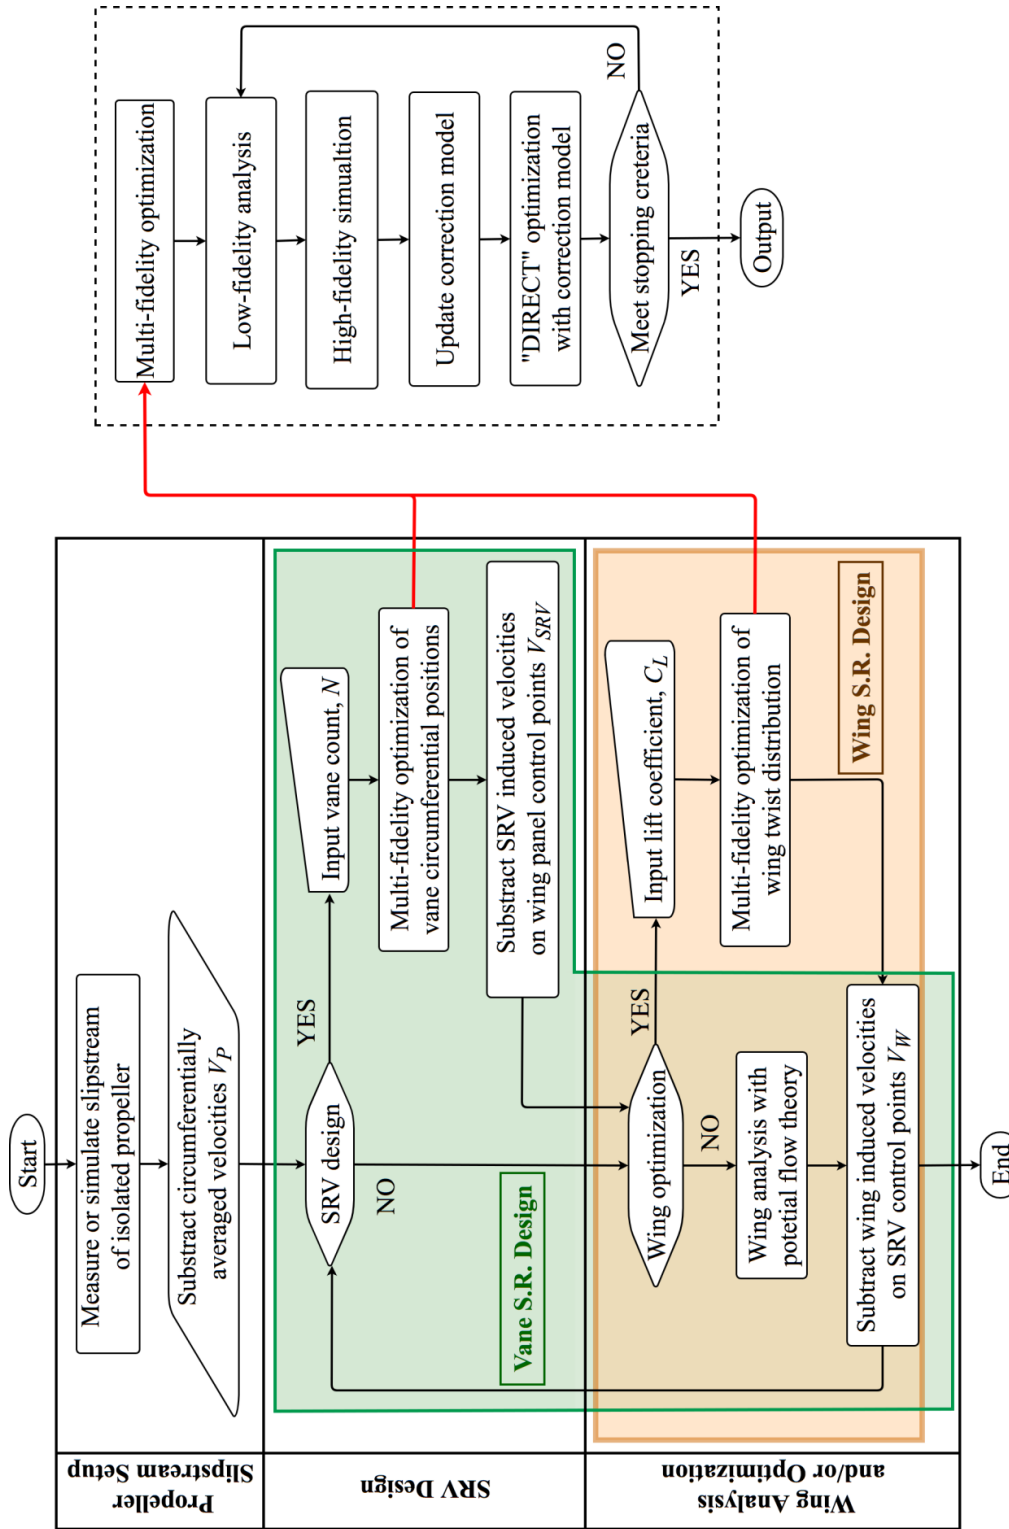 Start
Propeller
Slipstream Setup
Measure or simulate slipstream
of isolated propeller
Substract circumferentially
averaged velocities V_P
SRV Design
SRV design
YES
NO
Input vane count, N
Multi-fidelity optimization of
vane circumferential positions
Substract SRV induced velocities
on wing panel control points V_SRV
Vane S.R. Design
Wing Analysis
and/or Optimization
Wing optimization
YES
NO
Input lift coefficient, C_L
Wing analysis with
potetial flow theory
Multi-fidelity optimization of
wing twist distribution
Wing S.R. Design
Subtract wing induced velocities
on SRV control points V_W
End
Multi-fidelity optimization
Low-fidelity analysis
High-fidelity simualtion
Update correction model
"DIRECT" optimization
with correction model
Meet stopping creteria
NO
YES
Output